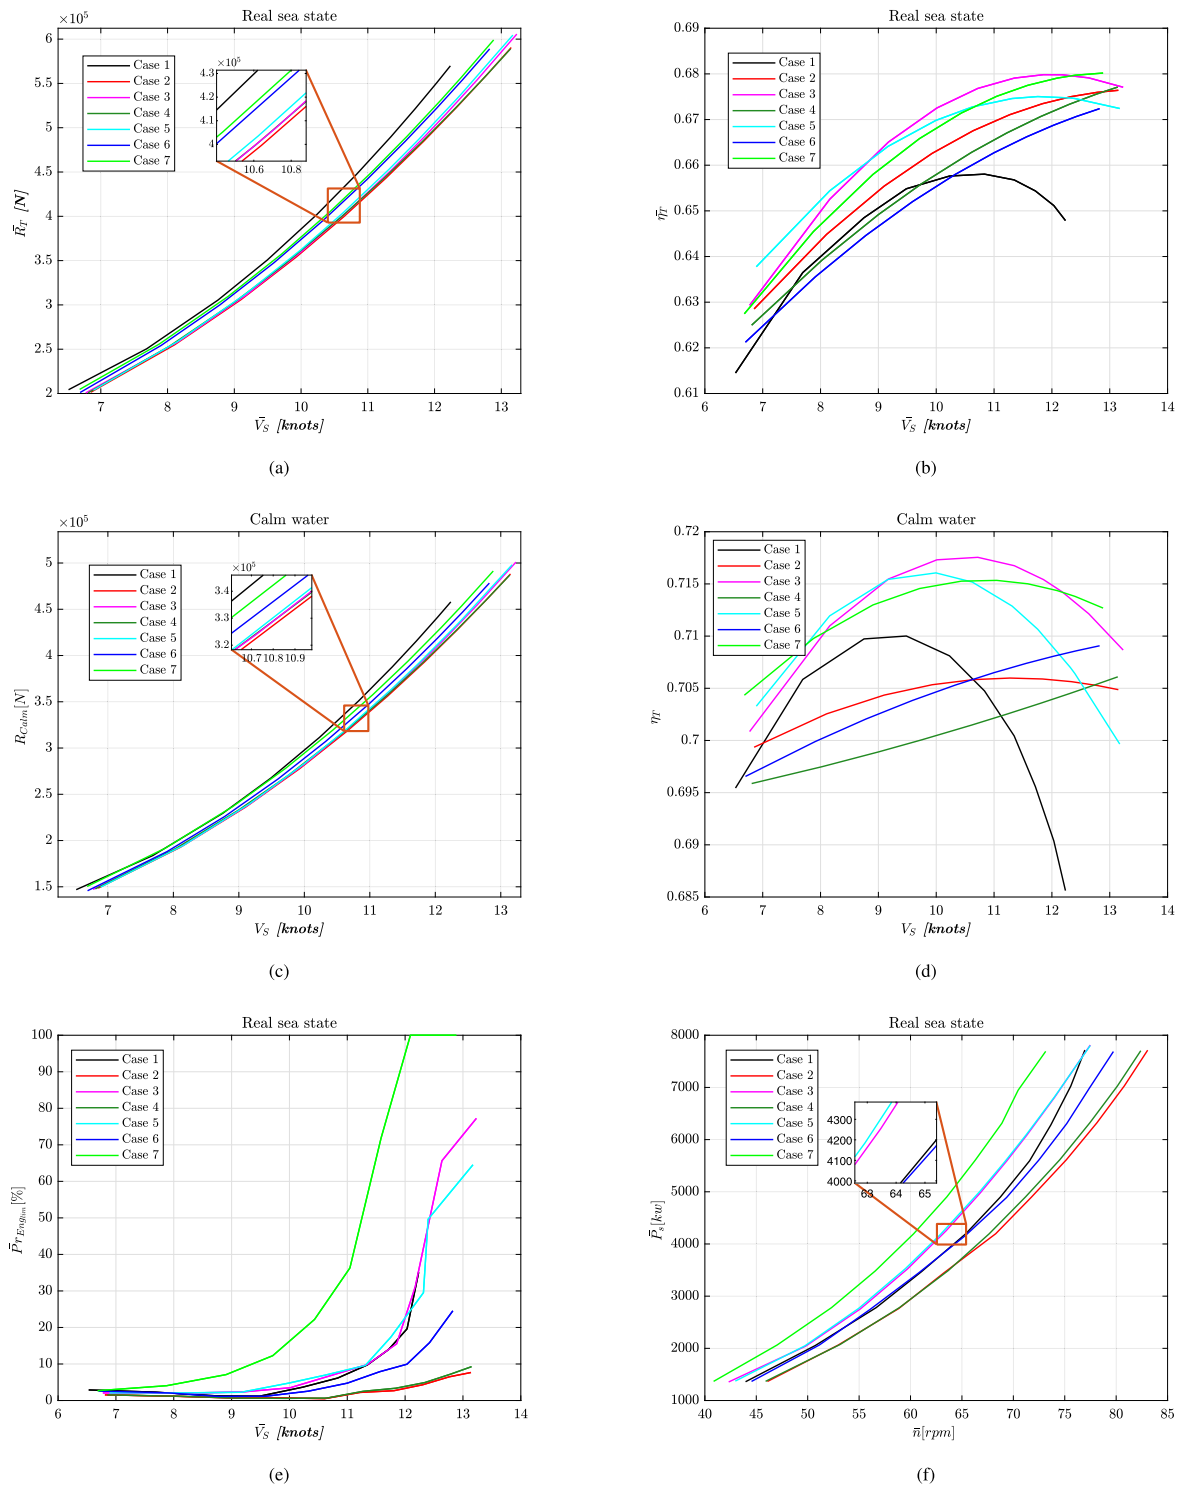 Real sea state
×10⁵
6
5.5
5
4.5
4
3.5
3
2.5
2
7 8 9 10 11 12 13
R̄_T [N]
V̄_S [knots]
Case 1
Case 2
Case 3
Case 4
Case 5
Case 6
Case 7
×10⁵
4.3
4.2
4.1
4
10.6 10.8
(a)
Real sea state
0.69
0.68
0.67
0.66
0.65
0.64
0.63
0.62
0.61
6 7 8 9 10 11 12 13 14
η̄_T
V̄_S [knots]
Case 1
Case 2
Case 3
Case 4
Case 5
Case 6
Case 7
(b)
Calm water
×10⁵
5
4.5
4
3.5
3
2.5
2
1.5
7 8 9 10 11 12 13
R_Calm[N]
V_S [knots]
Case 1
Case 2
Case 3
Case 4
Case 5
Case 6
Case 7
×10⁵
3.4
3.3
3.2
10.7 10.8 10.9
(c)
Calm water
0.72
0.715
0.71
0.705
0.7
0.695
0.69
0.685
6 7 8 9 10 11 12 13 14
η_T
V_S [knots]
Case 1
Case 2
Case 3
Case 4
Case 5
Case 6
Case 7
(d)
Real sea state
100
90
80
70
60
50
40
30
20
10
0
6 7 8 9 10 11 12 13 14
P̄r_Englim[%]
V̄_S [knots]
Case 1
Case 2
Case 3
Case 4
Case 5
Case 6
Case 7
(e)
Real sea state
8000
7000
6000
5000
4000
3000
2000
1000
40 45 50 55 60 65 70 75 80 85
P̄_s[kw]
n̄[rpm]
Case 1
Case 2
Case 3
Case 4
Case 5
Case 6
Case 7
4300
4200
4100
4000
63 64 65
(f)